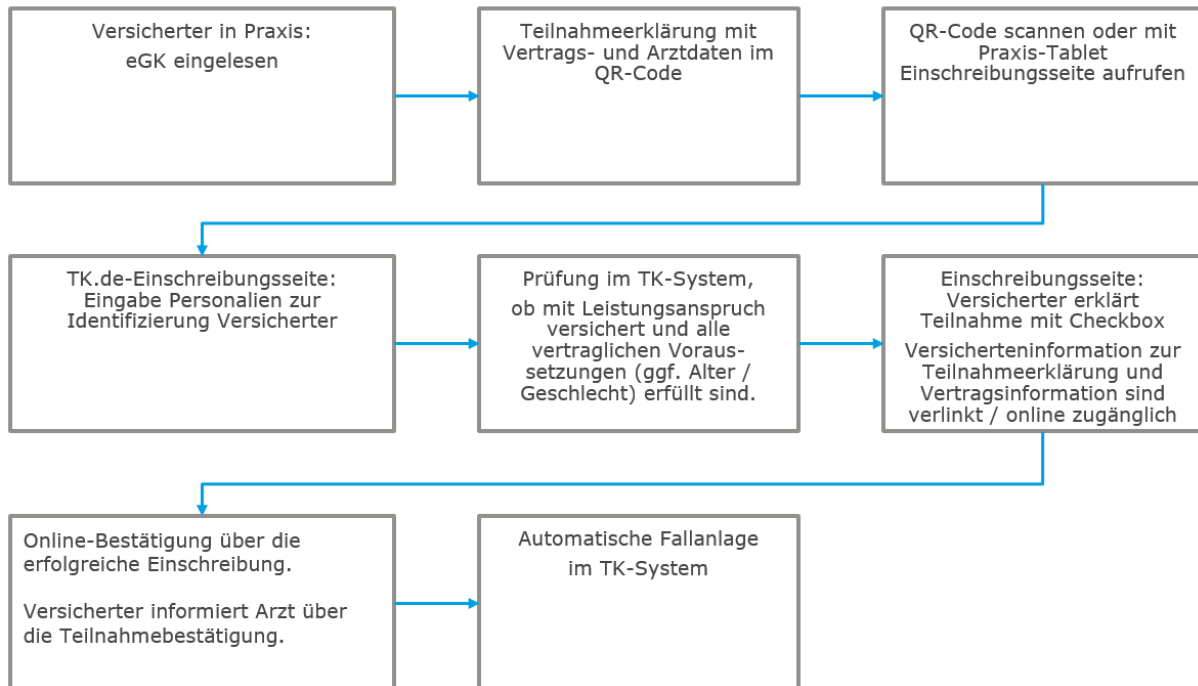 Versicherter in Praxis:
eGK eingelesen
Teilnahmeerklärung mit
Vertrags- und Arztdaten im
QR-Code
QR-Code scannen oder mit
Praxis-Tablet
Einschreibungsseite aufrufen
TK.de-Einschreibungsseite:
Eingabe Personalien zur
Identifizierung Versicherter
Prüfung im TK-System,
ob mit Leistungsanspruch
versichert und alle
vertraglichen Voraus-
setzungen (ggf. Alter /
Geschlecht) erfüllt sind.
Einschreibungsseite:
Versicherter erklärt
Teilnahme mit Checkbox
Versicherteninformation zur
Teilnahmeerklärung und
Vertragsinformation sind
verlinkt / online zugänglich
Online-Bestätigung über die
erfolgreiche Einschreibung.
Versicherter informiert Arzt über
die Teilnahmebestätigung.
Automatische Fallanlage
im TK-System